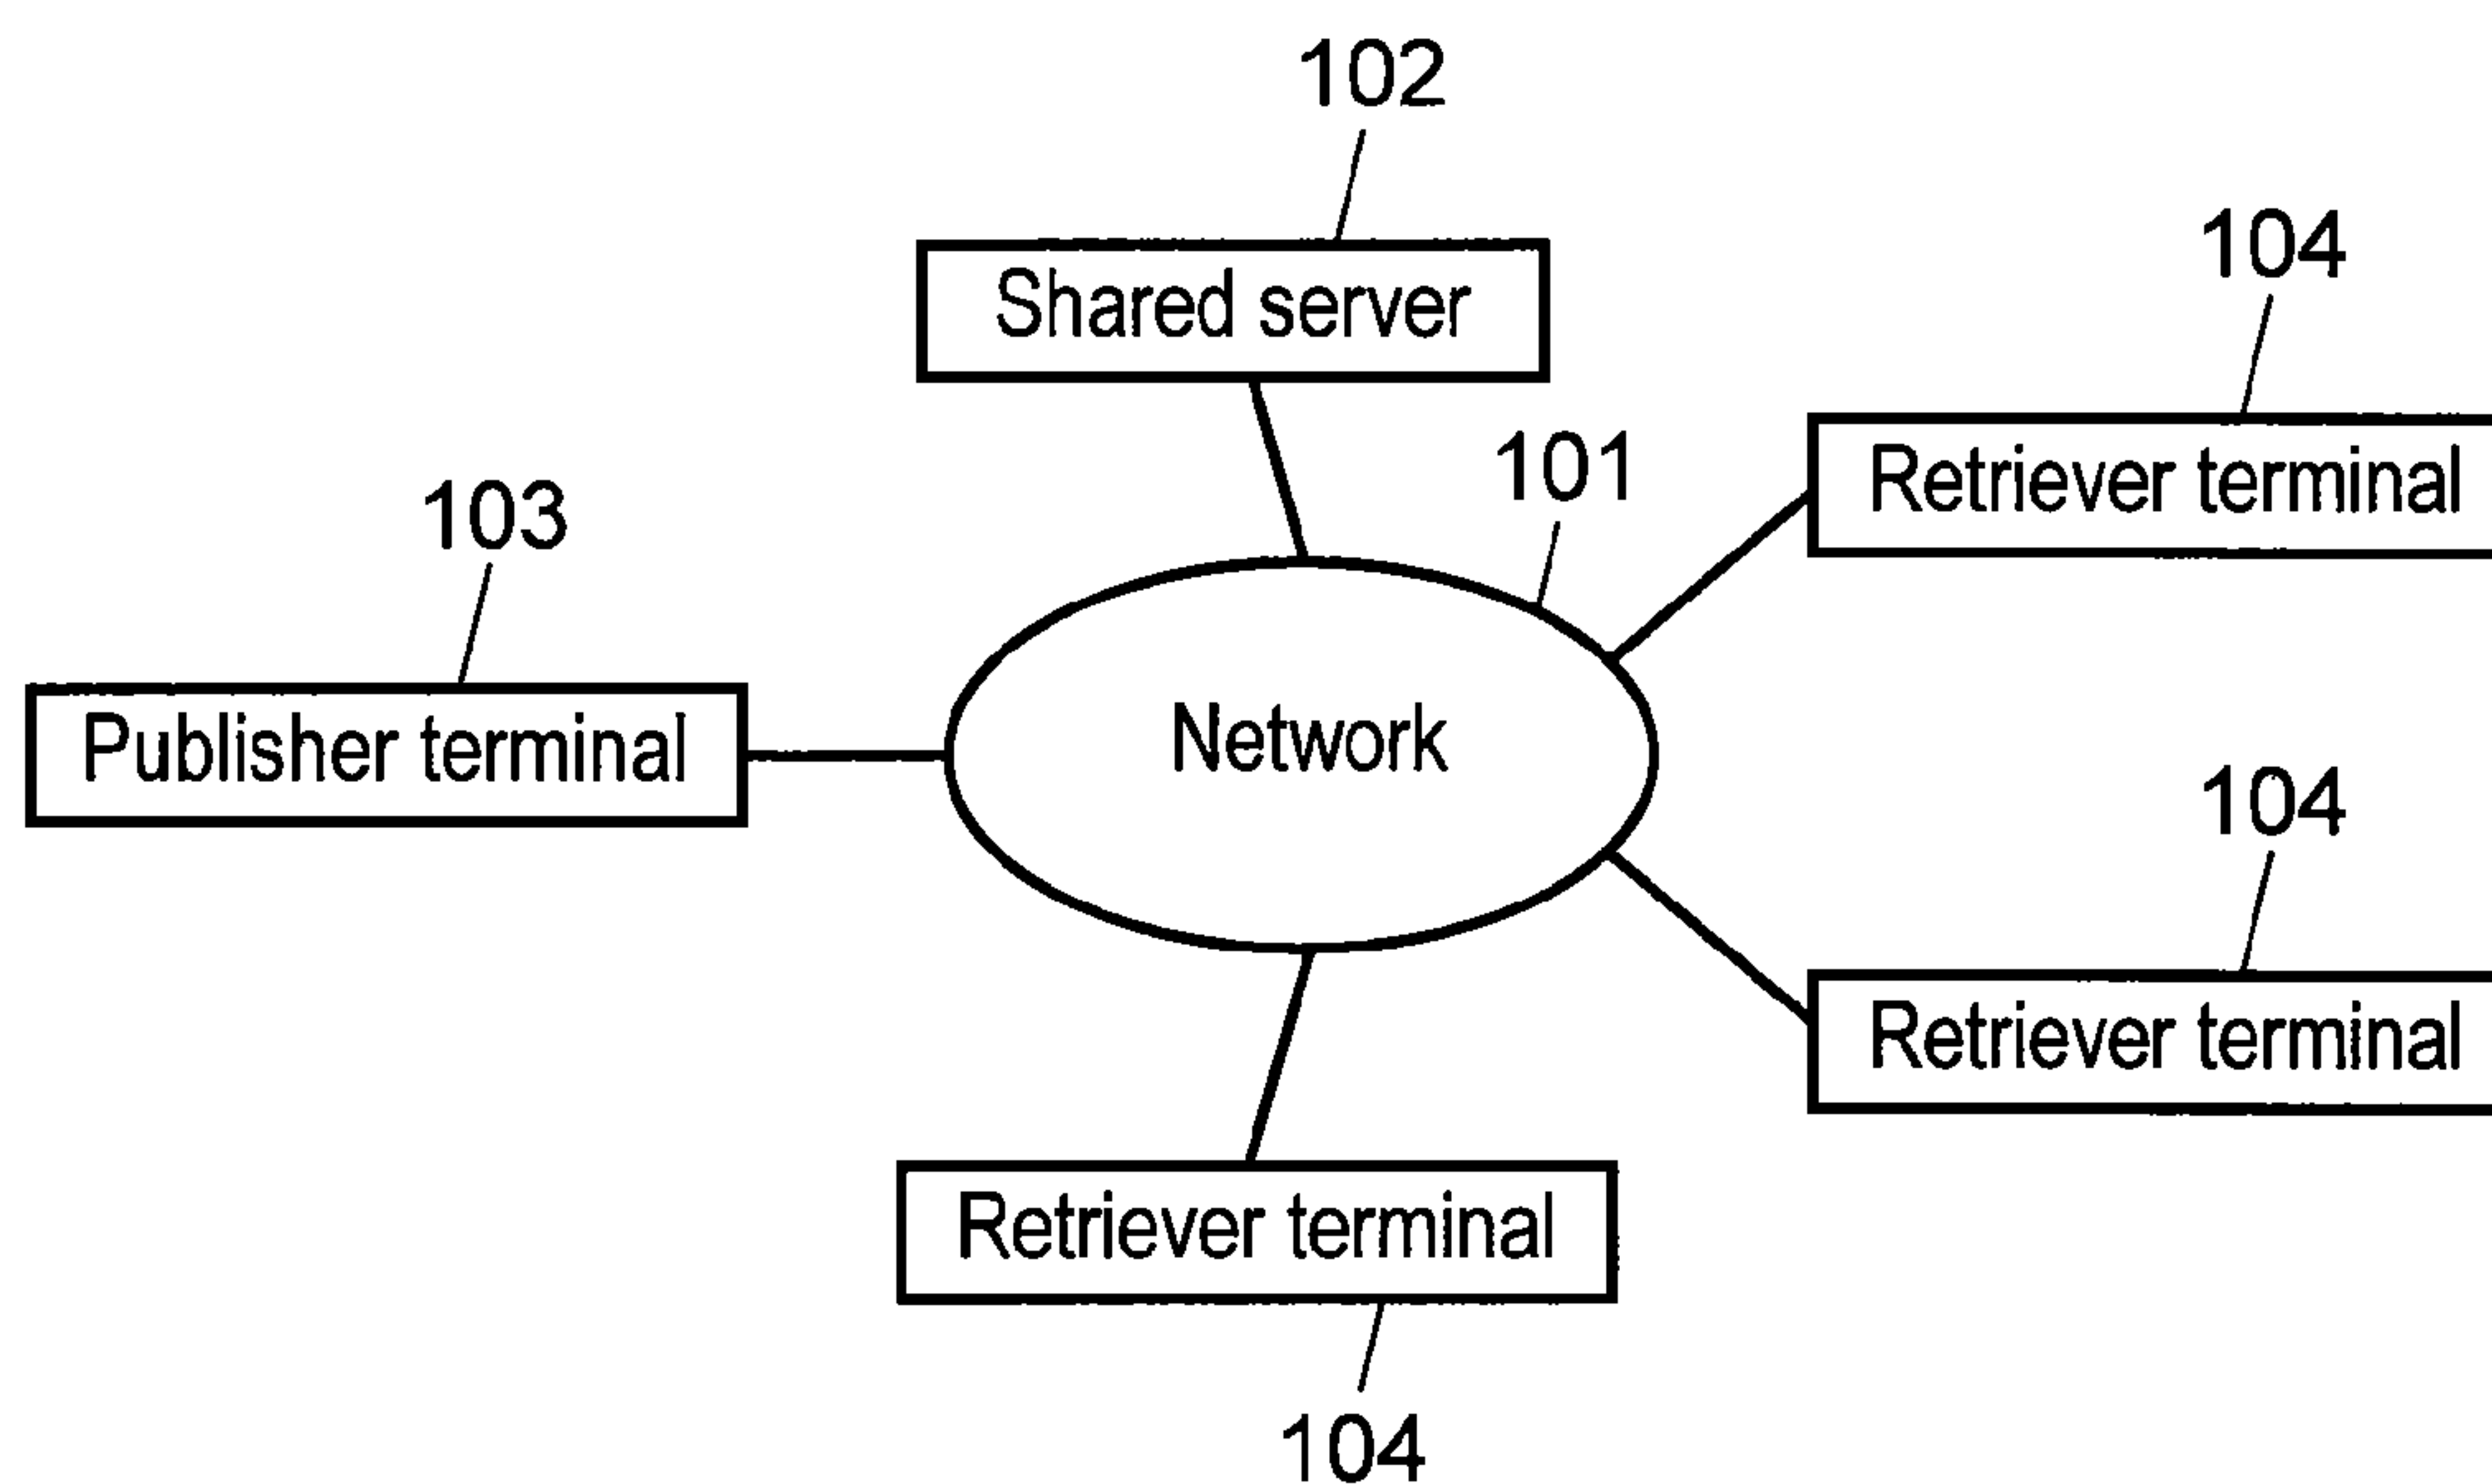 102
Shared server
104
Retriever terminal
101
103
Publisher terminal
Network
104
Retriever terminal
Retriever terminal
104